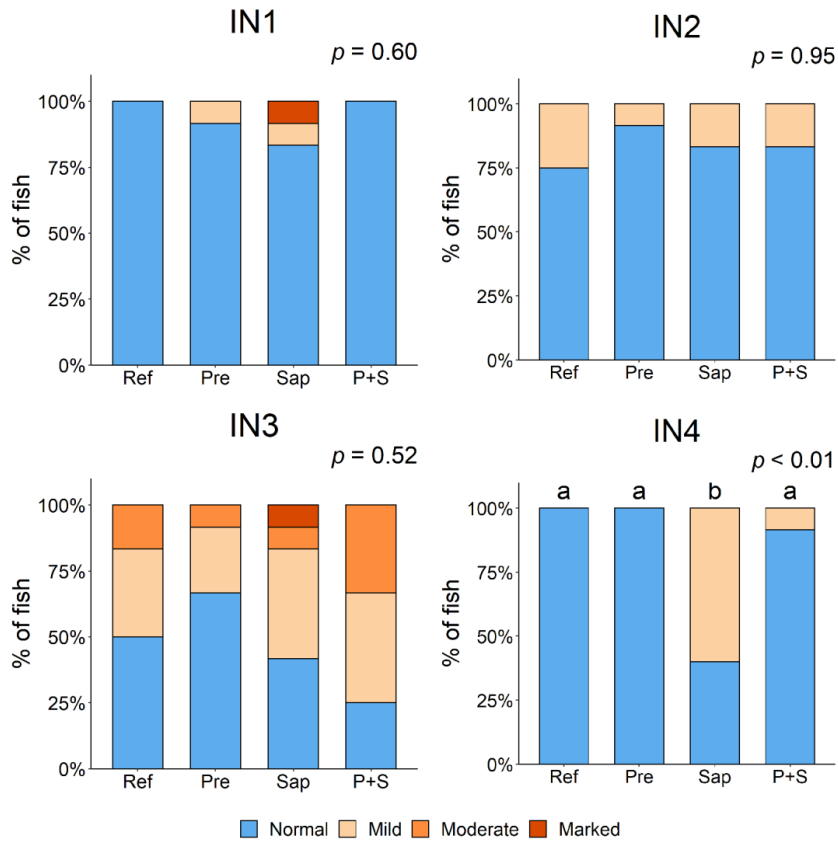 IN1
p = 0.60
% of fish
100%
75%
50%
25%
0%
Ref Pre Sap P+S
IN2
p = 0.95
% of fish
100%
75%
50%
25%
0%
Ref Pre Sap P+S
IN3
p = 0.52
% of fish
100%
75%
50%
25%
0%
Ref Pre Sap P+S
IN4
p < 0.01
a a b a
% of fish
100%
75%
50%
25%
0%
Ref Pre Sap P+S
Normal Mild Moderate Marked